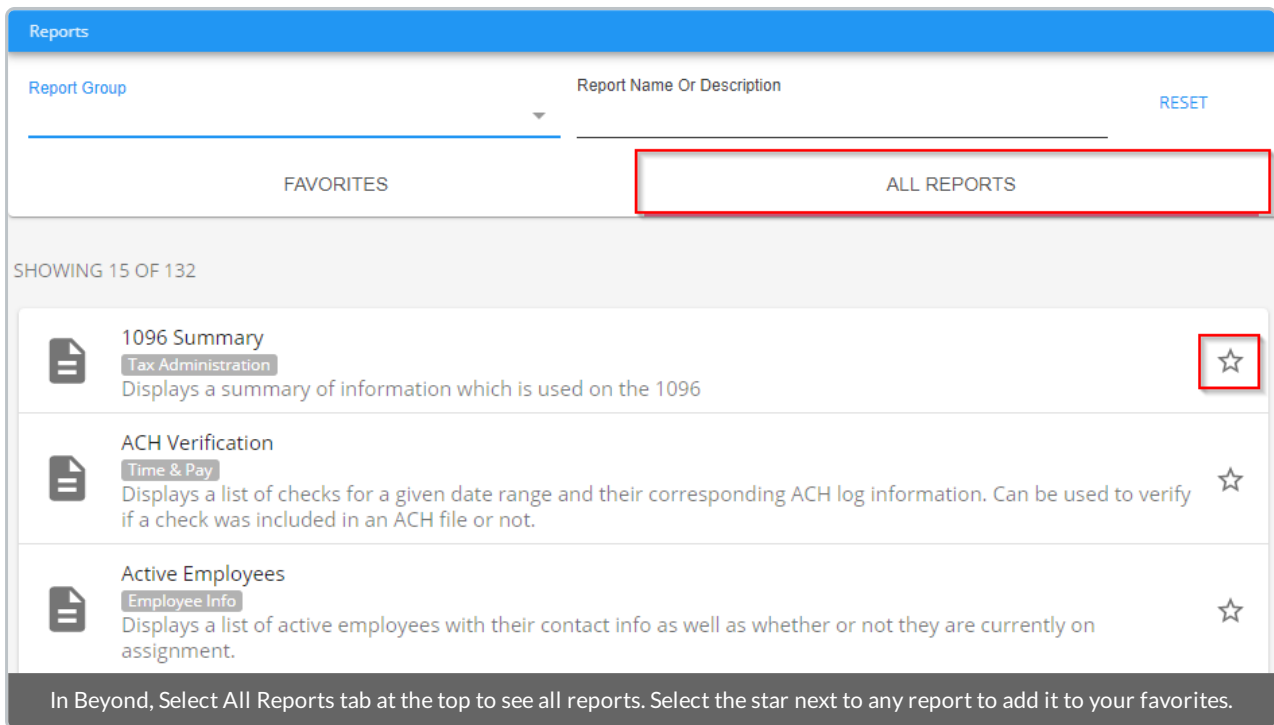 Reports
Report Group
Report Name Or Description
RESET
FAVORITES
ALL REPORTS
SHOWING 15 OF 132
1096 Summary
Tax Administration
Displays a summary of information which is used on the 1096
ACH Verification
Time & Pay
Displays a list of checks for a given date range and their corresponding ACH log information. Can be used to verify
if a check was included in an ACH file or not.
Active Employees
Employee Info
Displays a list of active employees with their contact info as well as whether or not they are currently on
assignment.
In Beyond, Select All Reports tab at the top to see all reports. Select the star next to any report to add it to your favorites.